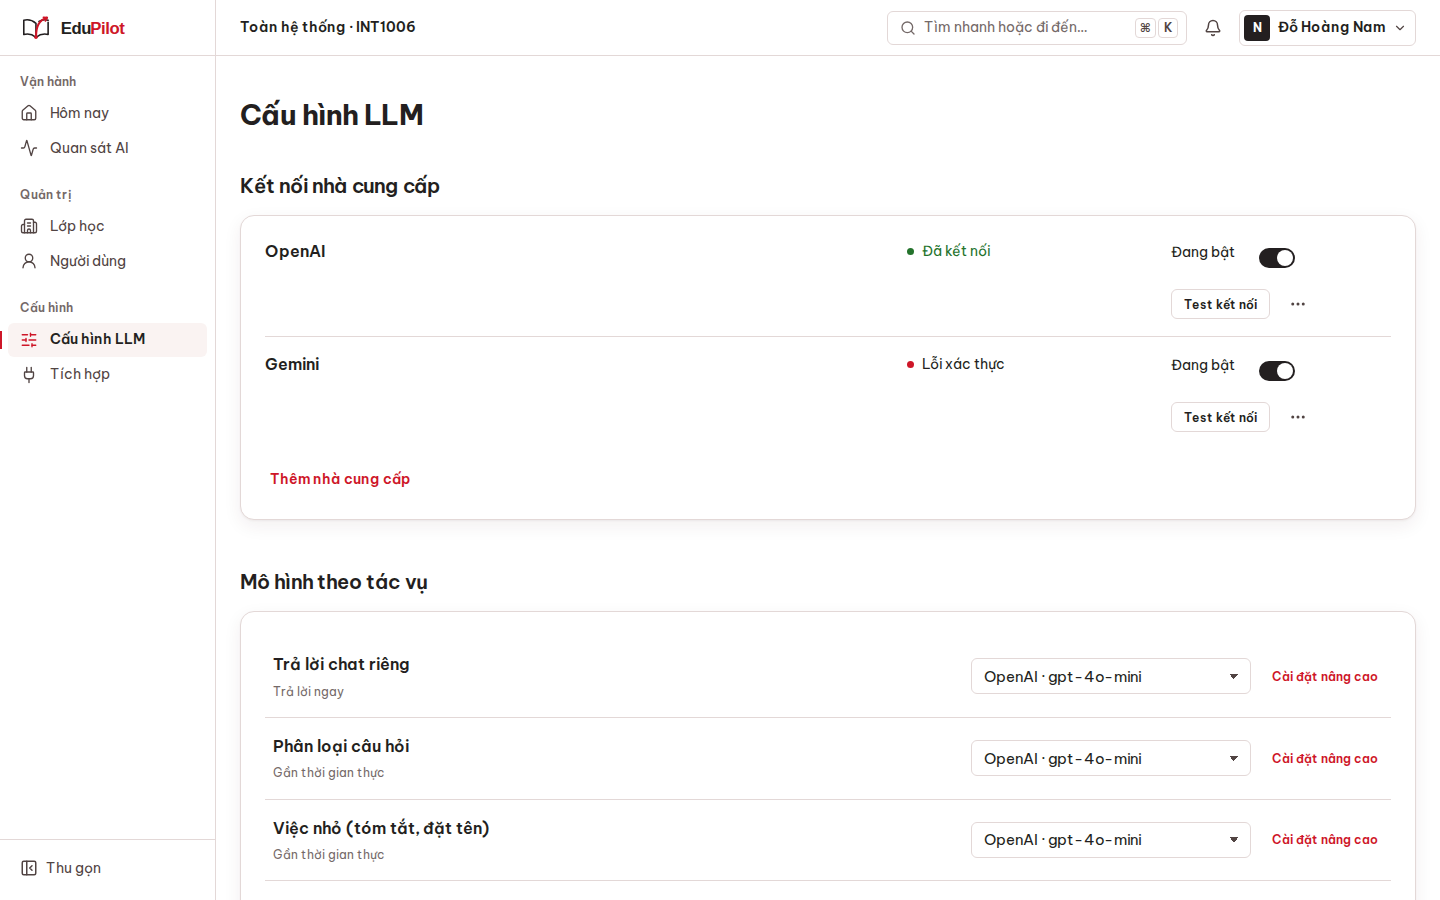 EduPilot
Toàn hệ thống · INT1006
Tìm nhanh hoặc đi đến...
⌘ K
N
Đỗ Hoàng Nam
Vận hành
Hôm nay
Quan sát AI
Quản trị
Lớp học
Người dùng
Cấu hình
Cấu hình LLM
Tích hợp
Thu gọn
Cấu hình LLM
Kết nối nhà cung cấp
OpenAI
Đã kết nối
Đang bật
Test kết nối
Gemini
Lỗi xác thực
Đang bật
Test kết nối
Thêm nhà cung cấp
Mô hình theo tác vụ
Trả lời chat riêng
Trả lời ngay
OpenAI · gpt-4o-mini
Cài đặt nâng cao
Phân loại câu hỏi
Gần thời gian thực
OpenAI · gpt-4o-mini
Cài đặt nâng cao
Việc nhỏ (tóm tắt, đặt tên)
Gần thời gian thực
OpenAI · gpt-4o-mini
Cài đặt nâng cao